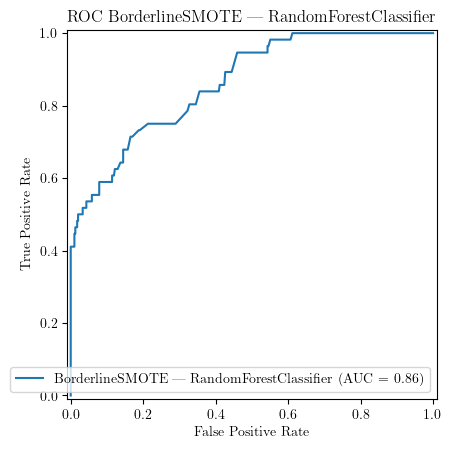 ROC BorderlineSMOTE — RandomForestClassifier
1.0
0.8
0.6
0.4
0.2
0.0
True Positive Rate
BorderlineSMOTE — RandomForestClassifier (AUC = 0.86)
0.0 0.2 0.4 0.6 0.8 1.0
False Positive Rate